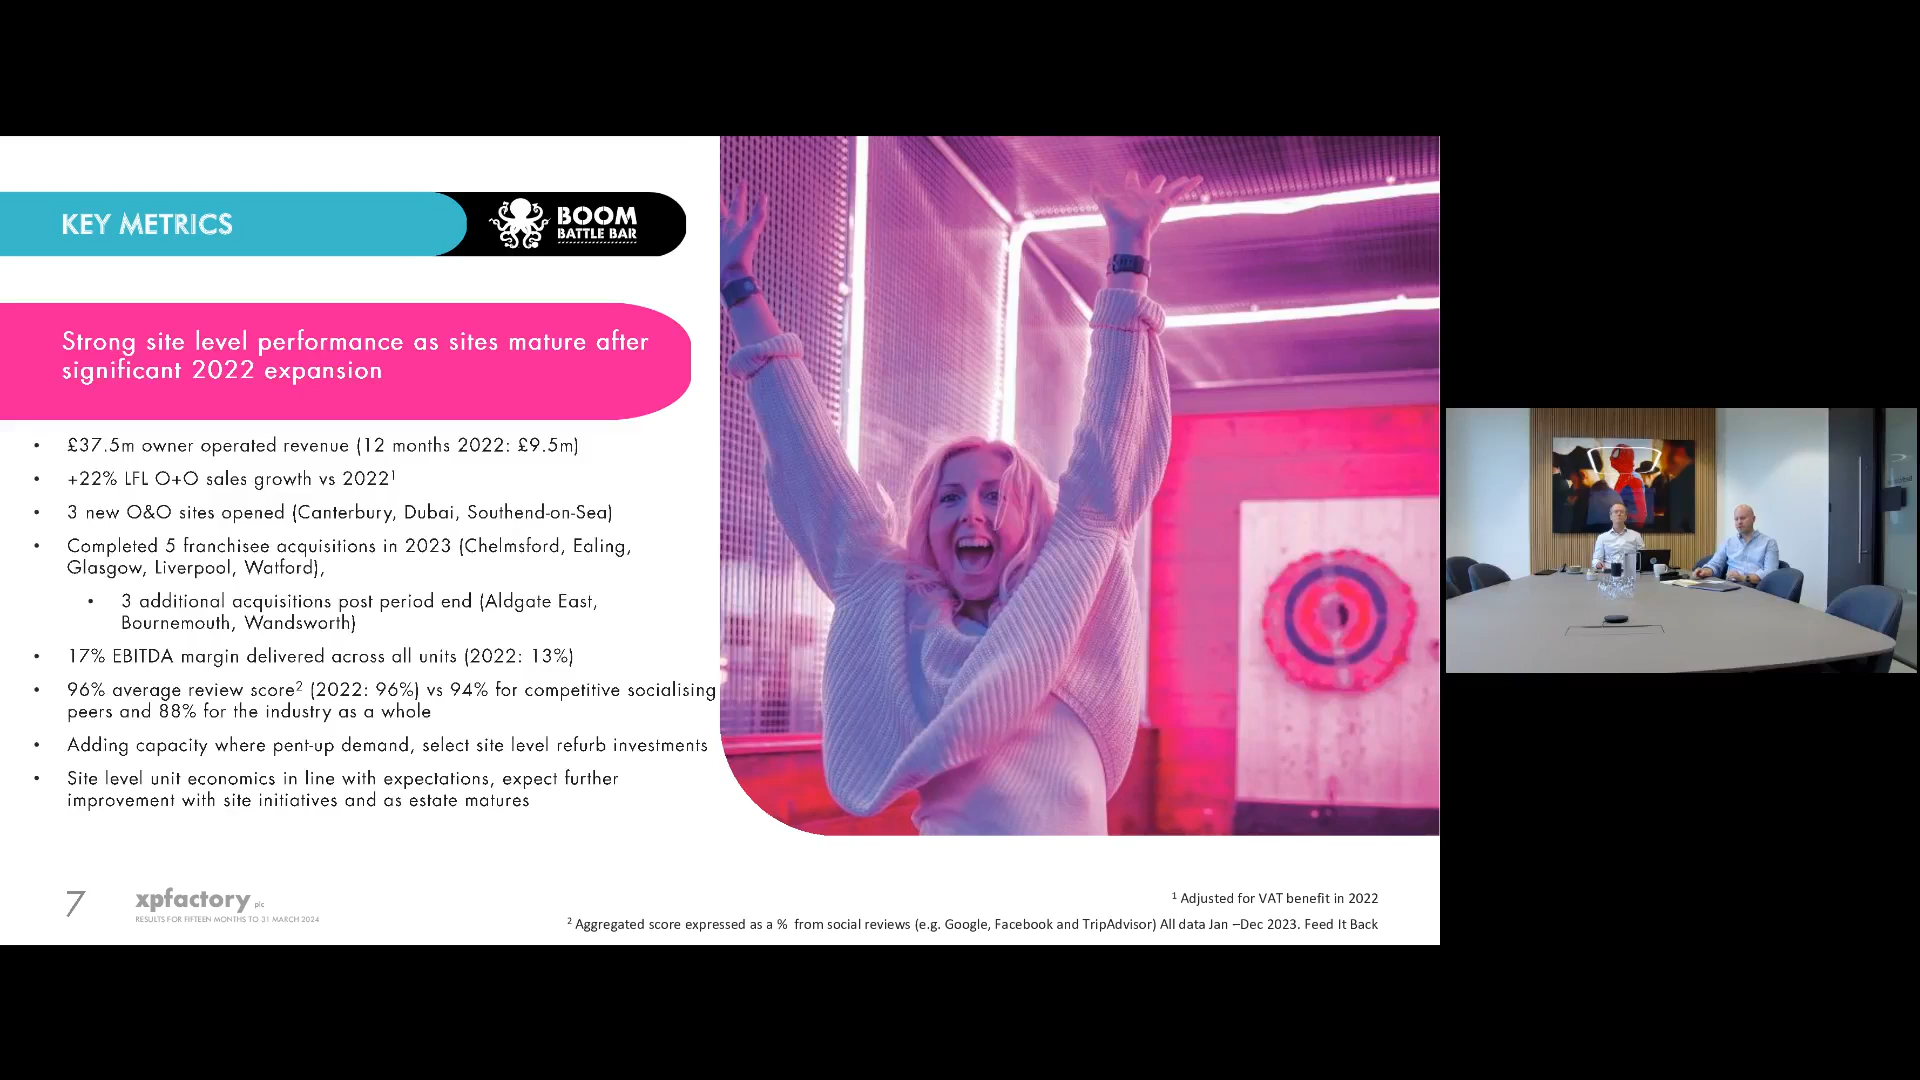 KEY METRICS
BOOM
BATTLE BAR
Strong site level performance as sites mature after
significant 2022 expansion
• £37.5m owner operated revenue (12 months 2022: £9.5m)
• +22% LFL O+O sales growth vs 2022¹
• 3 new O&O sites opened (Canterbury, Dubai, Southend-on-Sea)
• Completed 5 franchisee acquisitions in 2023 (Chelmsford, Ealing,
Glasgow, Liverpool, Watford),
• 3 additional acquisitions post period end (Aldgate East,
Bournemouth, Wandsworth)
• 17% EBITDA margin delivered across all units (2022: 13%)
• 96% average review score² (2022: 96%) vs 94% for competitive socialising
peers and 88% for the industry as a whole
• Adding capacity where pent-up demand, select site level refurb investments
• Site level unit economics in line with expectations, expect further
improvement with site initiatives and as estate matures
7
xpfactory plc
RESULTS FOR FIFTEEN MONTHS TO 31 MARCH 2024
¹ Adjusted for VAT benefit in 2022
² Aggregated score expressed as a % from social reviews (e.g. Google, Facebook and TripAdvisor) All data Jan –Dec 2023. Feed It Back